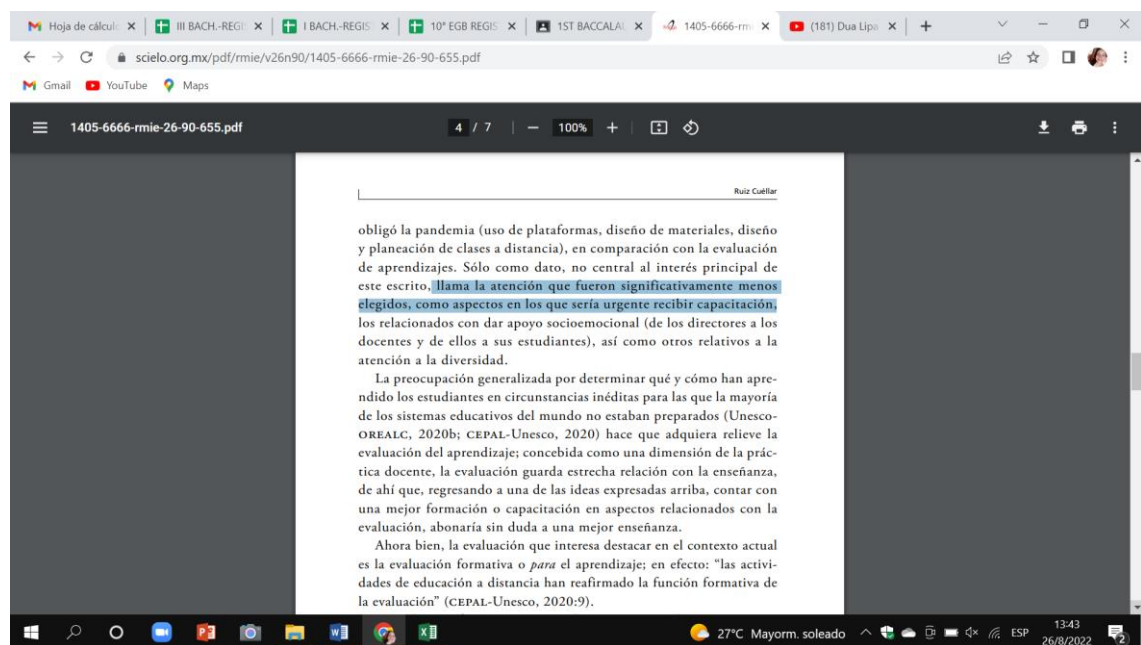 Hoja de cálculo
III BACH.-REGIS
I BACH.-REGIS
10° EGB REGIS
1ST BACCALAU
1405-6666-rmie
(181) Dua Lipa
scielo.org.mx/pdf/rmie/v26n90/1405-6666-rmie-26-90-655.pdf
Gmail YouTube Maps
1405-6666-rmie-26-90-655.pdf 4 / 7 100%
Ruiz Cuéllar
obligó la pandemia (uso de plataformas, diseño de materiales, diseño
y planeación de clases a distancia), en comparación con la evaluación
de aprendizajes. Sólo como dato, no central al interés principal de
este escrito, llama la atención que fueron significativamente menos
elegidos, como aspectos en los que sería urgente recibir capacitación,
los relacionados con dar apoyo socioemocional (de los directores a los
docentes y de ellos a sus estudiantes), así como otros relativos a la
atención a la diversidad.
La preocupación generalizada por determinar qué y cómo han apre-
ndido los estudiantes en circunstancias inéditas para las que la mayoría
de los sistemas educativos del mundo no estaban preparados (Unesco-
OREALC, 2020b; CEPAL-Unesco, 2020) hace que adquiera relieve la
evaluación del aprendizaje; concebida como una dimensión de la prác-
tica docente, la evaluación guarda estrecha relación con la enseñanza,
de ahí que, regresando a una de las ideas expresadas arriba, contar con
una mejor formación o capacitación en aspectos relacionados con la
evaluación, abonaría sin duda a una mejor enseñanza.
Ahora bien, la evaluación que interesa destacar en el contexto actual
es la evaluación formativa o para el aprendizaje; en efecto: “las activi-
dades de educación a distancia han reafirmado la función formativa de
la evaluación” (CEPAL-Unesco, 2020:9).
27°C Mayorm. soleado ESP 13:43
26/8/2022
2